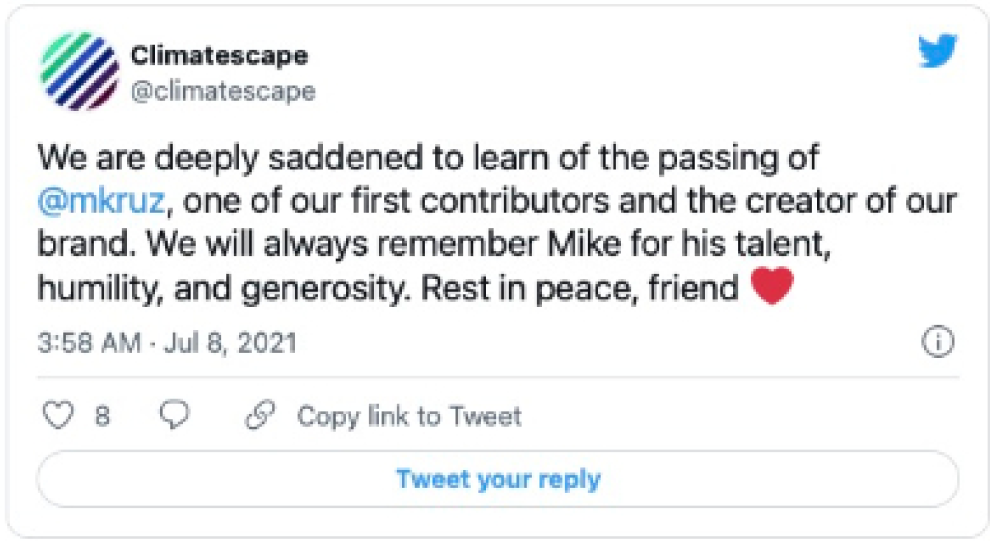 Climatescape
@climatescape
We are deeply saddened to learn of the passing of
@mkruz, one of our first contributors and the creator of our
brand. We will always remember Mike for his talent,
humility, and generosity. Rest in peace, friend ❤️
3:58 AM · Jul 8, 2021
8 Copy link to Tweet
Tweet your reply